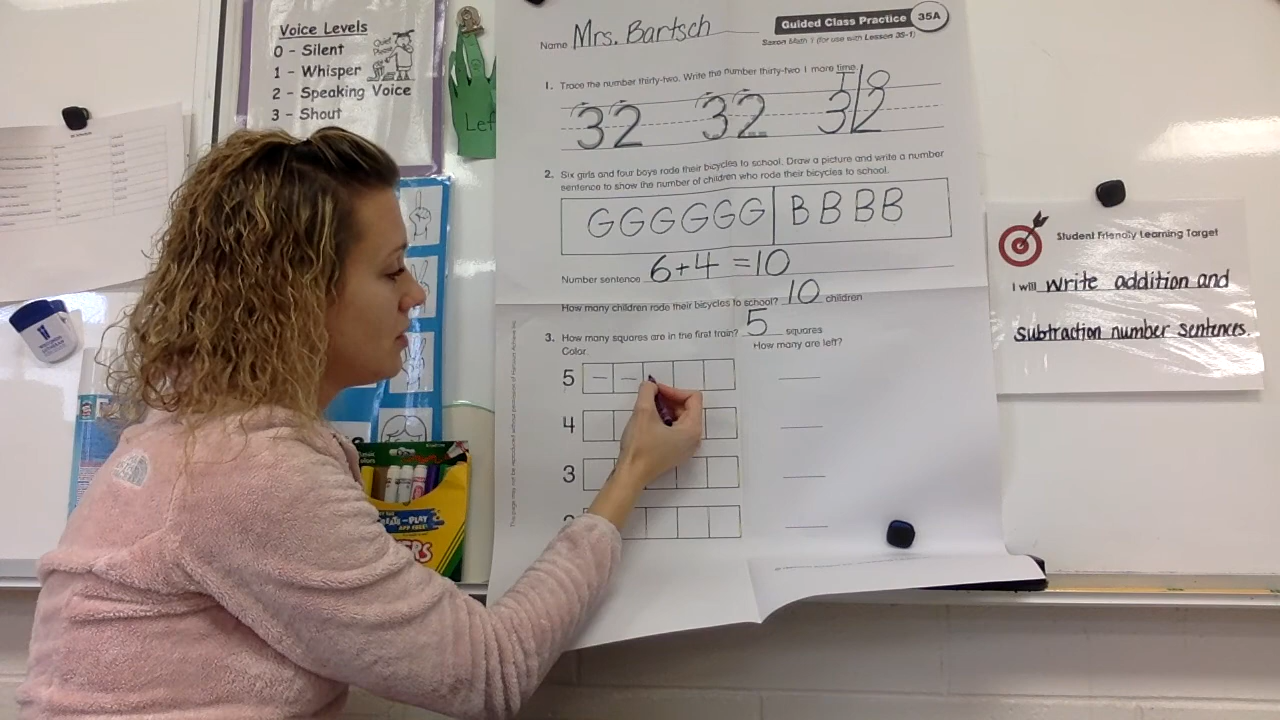 Voice Levels
0 - Silent
1 - Whisper
2 - Speaking Voice
3 - Shout
Quiet Please
Lef
Name Mrs. Bartsch
Guided Class Practice 35A
Saxon Math 1 (for use with Lesson 35-1)
1. Trace the number thirty-two. Write the number thirty-two 1 more time.
32 32 32
2. Six girls and four boys rode their bicycles to school. Draw a picture and write a number
sentence to show the number of children who rode their bicycles to school.
GGGGGG BBBB
Number sentence 6+4 =10
How many children rode their bicycles to school? 10 children
3. How many squares are in the first train? 5 squares
Color. How many are left?
5
4
3
Student Friendly Learning Target
I will write addition and
subtraction number sentences.